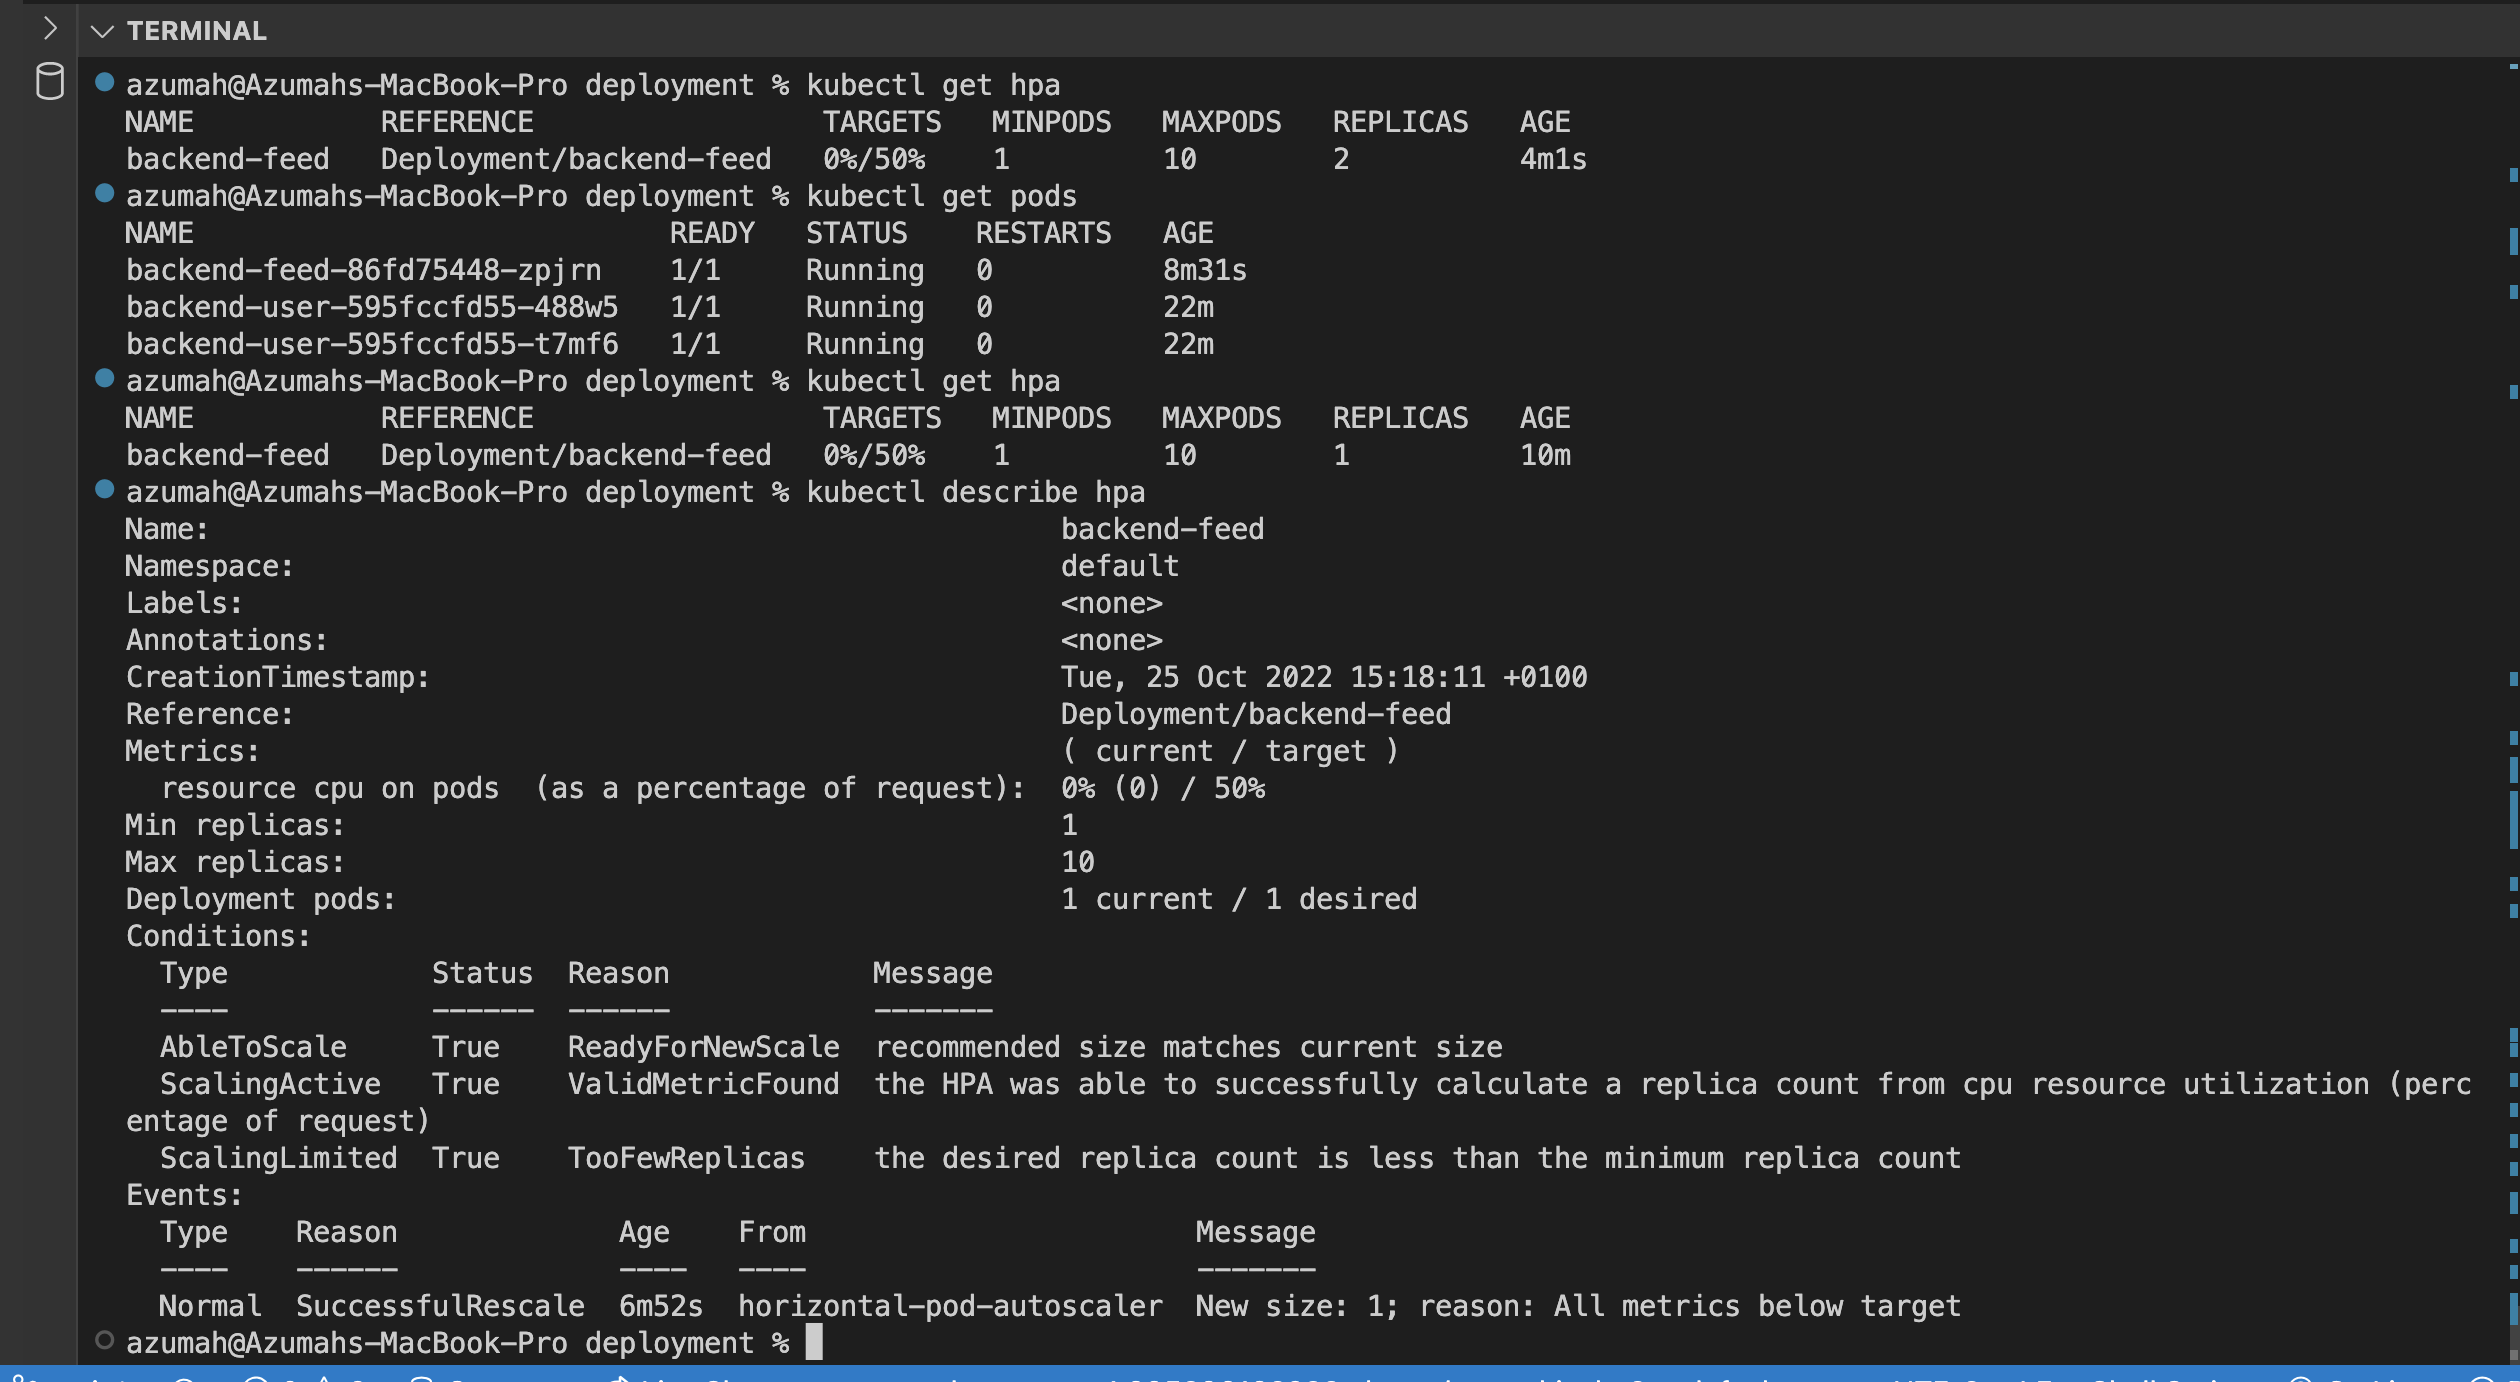 TERMINAL
azumah@Azumahs-MacBook-Pro deployment % kubectl get hpa
NAME           REFERENCE                 TARGETS   MINPODS   MAXPODS   REPLICAS   AGE
backend-feed   Deployment/backend-feed   0%/50%    1         10        2          4m1s
azumah@Azumahs-MacBook-Pro deployment % kubectl get pods
NAME                            READY   STATUS    RESTARTS   AGE
backend-feed-86fd75448-zpjrn    1/1     Running   0          8m31s
backend-user-595fccfd55-488w5   1/1     Running   0          22m
backend-user-595fccfd55-t7mf6   1/1     Running   0          22m
azumah@Azumahs-MacBook-Pro deployment % kubectl get hpa
NAME           REFERENCE                 TARGETS   MINPODS   MAXPODS   REPLICAS   AGE
backend-feed   Deployment/backend-feed   0%/50%    1         10        1          10m
azumah@Azumahs-MacBook-Pro deployment % kubectl describe hpa
Name:                                                  backend-feed
Namespace:                                             default
Labels:                                                <none>
Annotations:                                           <none>
CreationTimestamp:                                     Tue, 25 Oct 2022 15:18:11 +0100
Reference:                                             Deployment/backend-feed
Metrics:                                               ( current / target )
  resource cpu on pods  (as a percentage of request):  0% (0) / 50%
Min replicas:                                          1
Max replicas:                                          10
Deployment pods:                                       1 current / 1 desired
Conditions:
  Type            Status  Reason            Message
  ----            ------  ------            -------
  AbleToScale     True    ReadyForNewScale  recommended size matches current size
  ScalingActive   True    ValidMetricFound  the HPA was able to successfully calculate a replica count from cpu resource utilization (perc
entage of request)
  ScalingLimited  True    TooFewReplicas    the desired replica count is less than the minimum replica count
Events:
  Type    Reason             Age    From                       Message
  ----    ------             ----   ----                       -------
  Normal  SuccessfulRescale  6m52s  horizontal-pod-autoscaler  New size: 1; reason: All metrics below target
azumah@Azumahs-MacBook-Pro deployment %